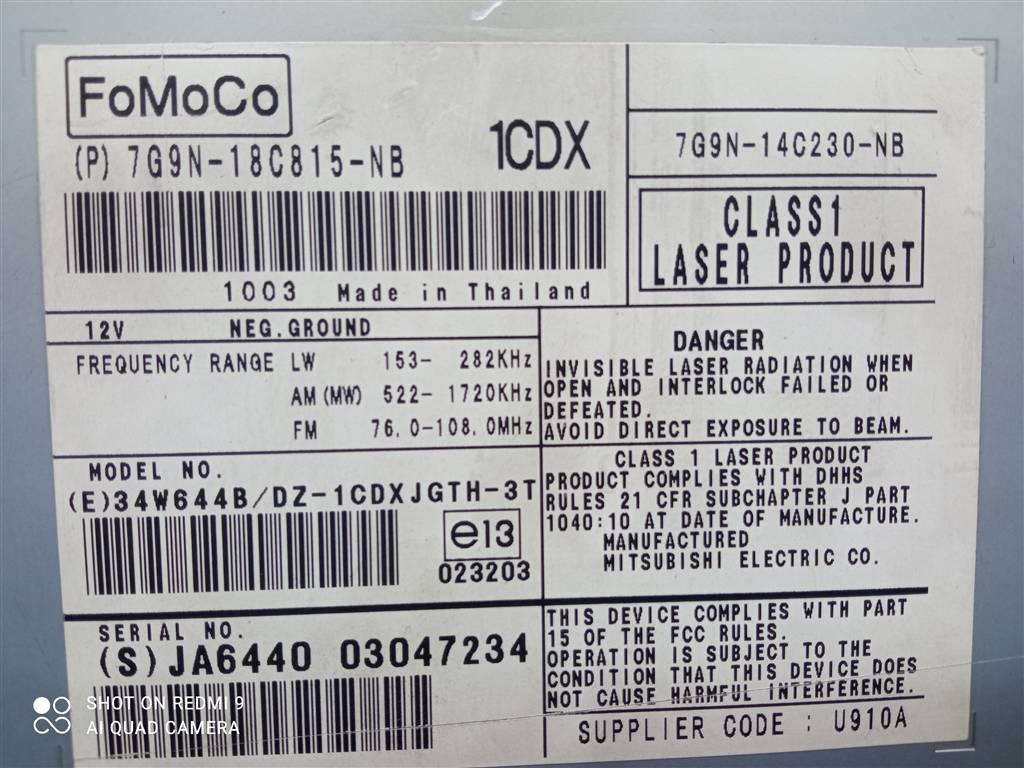 FoMoCo
(P) 7G9N-18C815-NB
1CDX
1003 Made in Thailand
7G9N-14C230-NB
CLASS1
LASER PRODUCT
12V NEG.GROUND
FREQUENCY RANGE LW 153- 282KHz
AM(MW) 522- 1720KHz
FM 76.0-108.0MHz
DANGER
INVISIBLE LASER RADIATION WHEN
OPEN AND INTERLOCK FAILED OR
DEFEATED.
AVOID DIRECT EXPOSURE TO BEAM.
MODEL NO.
(E)34W644B/DZ-1CDXJGTH-3T
e13
023203
CLASS 1 LASER PRODUCT
PRODUCT COMPLIES WITH DHHS
RULES 21 CFR SUBCHAPTER J PART
1040:10 AT DATE OF MANUFACTURE.
MANUFACTURED
MITSUBISHI ELECTRIC CO.
SERIAL NO.
(S)JA6440 03047234
THIS DEVICE COMPLIES WITH PART
15 OF THE FCC RULES.
OPERATION IS SUBJECT TO THE
CONDITION THAT THIS DEVICE DOES
NOT CAUSE HARMFUL INTERFERENCE.
SUPPLIER CODE : U910A
SHOT ON REDMI 9
AI QUAD CAMERA